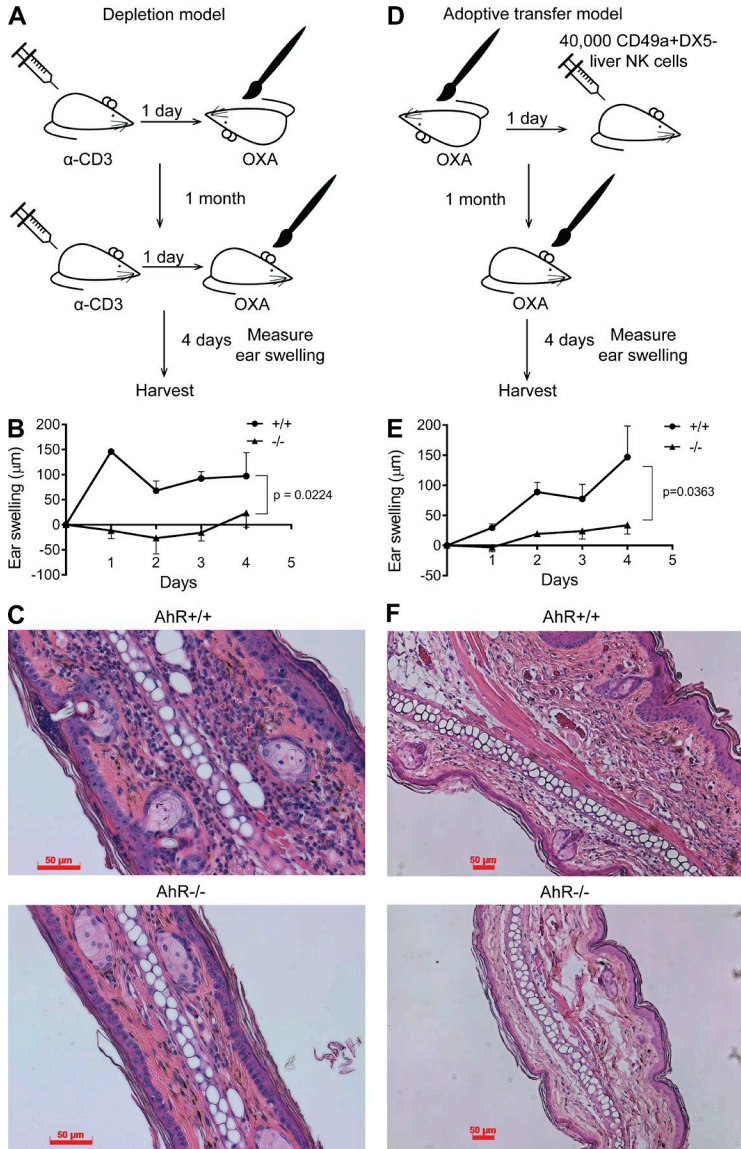 A
Depletion model
1 day
α-CD3
OXA
1 month
1 day
α-CD3
OXA
4 days
Measure
ear swelling
Harvest
D
Adoptive transfer model
40,000 CD49a+DX5-
liver NK cells
1 day
OXA
1 month
OXA
4 days
Measure
ear swelling
Harvest
B
Ear swelling (μm)
200
150
100
50
0
-50
-100
+/+
-/-
p = 0.0224
1 2 3 4 5
Days
E
Ear swelling (μm)
200
150
100
50
0
-50
+/+
-/-
p=0.0363
1 2 3 4 5
Days
C
AhR+/+
50 μm
AhR-/-
50 μm
F
AhR+/+
50 μm
AhR-/-
50 μm